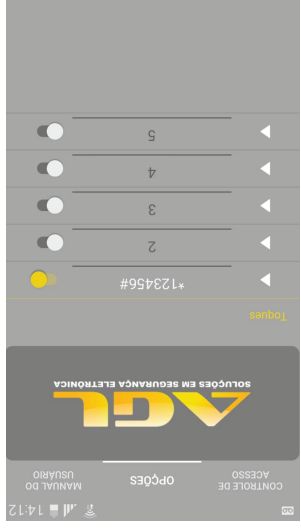 14:12
CONTROLE DE
ACESSO
OPÇÕES
MANUAL DO
USUÁRIO
AGL
SOLUÇÕES EM SEGURANÇA ELETRÔNICA
Toques
*123456#
2
3
4
5